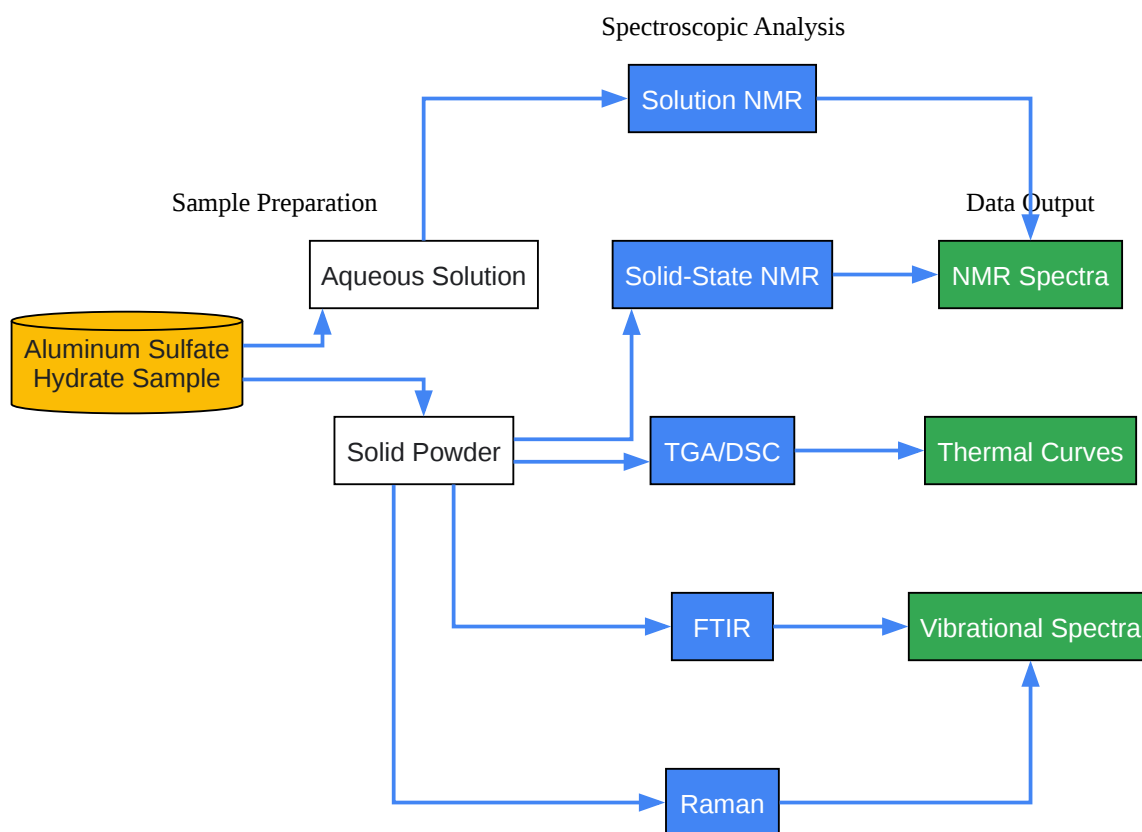 Spectroscopic Analysis
Solution NMR
Sample Preparation
Data Output
Aqueous Solution
Solid-State NMR
NMR Spectra
Aluminum Sulfate
Hydrate Sample
Solid Powder
TGA/DSC
Thermal Curves
FTIR
Vibrational Spectra
Raman